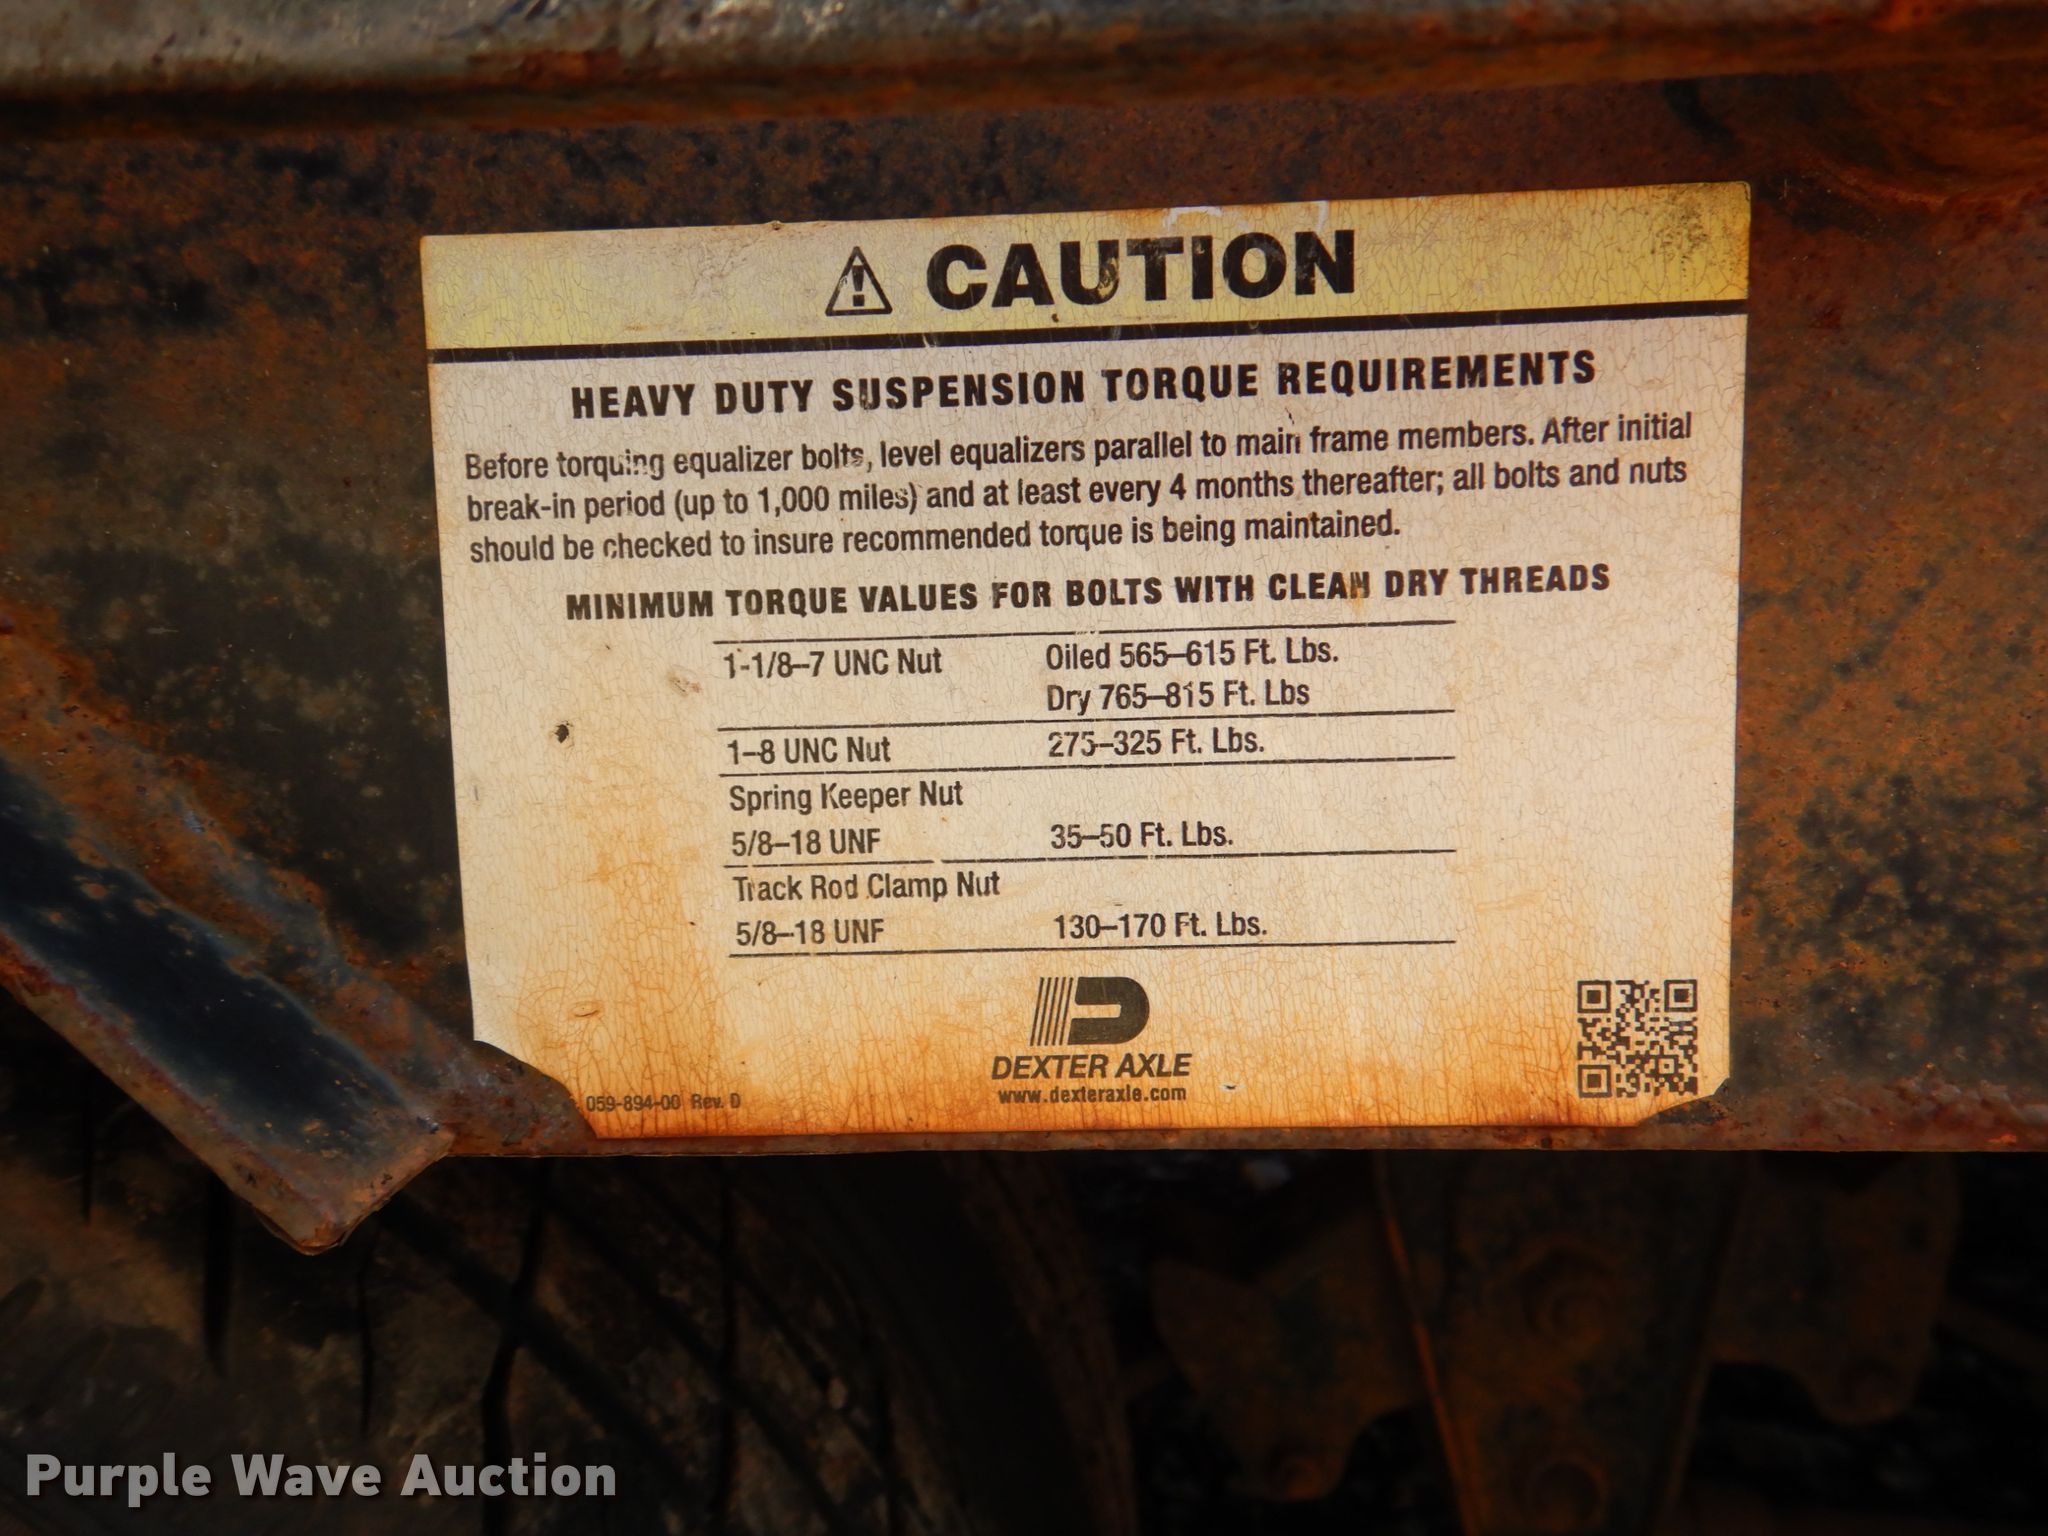 CAUTION
HEAVY DUTY SUSPENSION TORQUE REQUIREMENTS
Before torquing equalizer bolts, level equalizers parallel to main frame members. After initial
break-in period (up to 1,000 miles) and at least every 4 months thereafter; all bolts and nuts
should be checked to insure recommended torque is being maintained.
MINIMUM TORQUE VALUES FOR BOLTS WITH CLEAN DRY THREADS
1-1/8–7 UNC Nut Oiled 565–615 Ft. Lbs.
Dry 765–815 Ft. Lbs
1–8 UNC Nut 275–325 Ft. Lbs.
Spring Keeper Nut
5/8–18 UNF 35–50 Ft. Lbs.
Track Rod Clamp Nut
5/8–18 UNF 130–170 Ft. Lbs.
DEXTER AXLE
www.dexteraxle.com
059-894-00 Rev. D
Purple Wave Auction